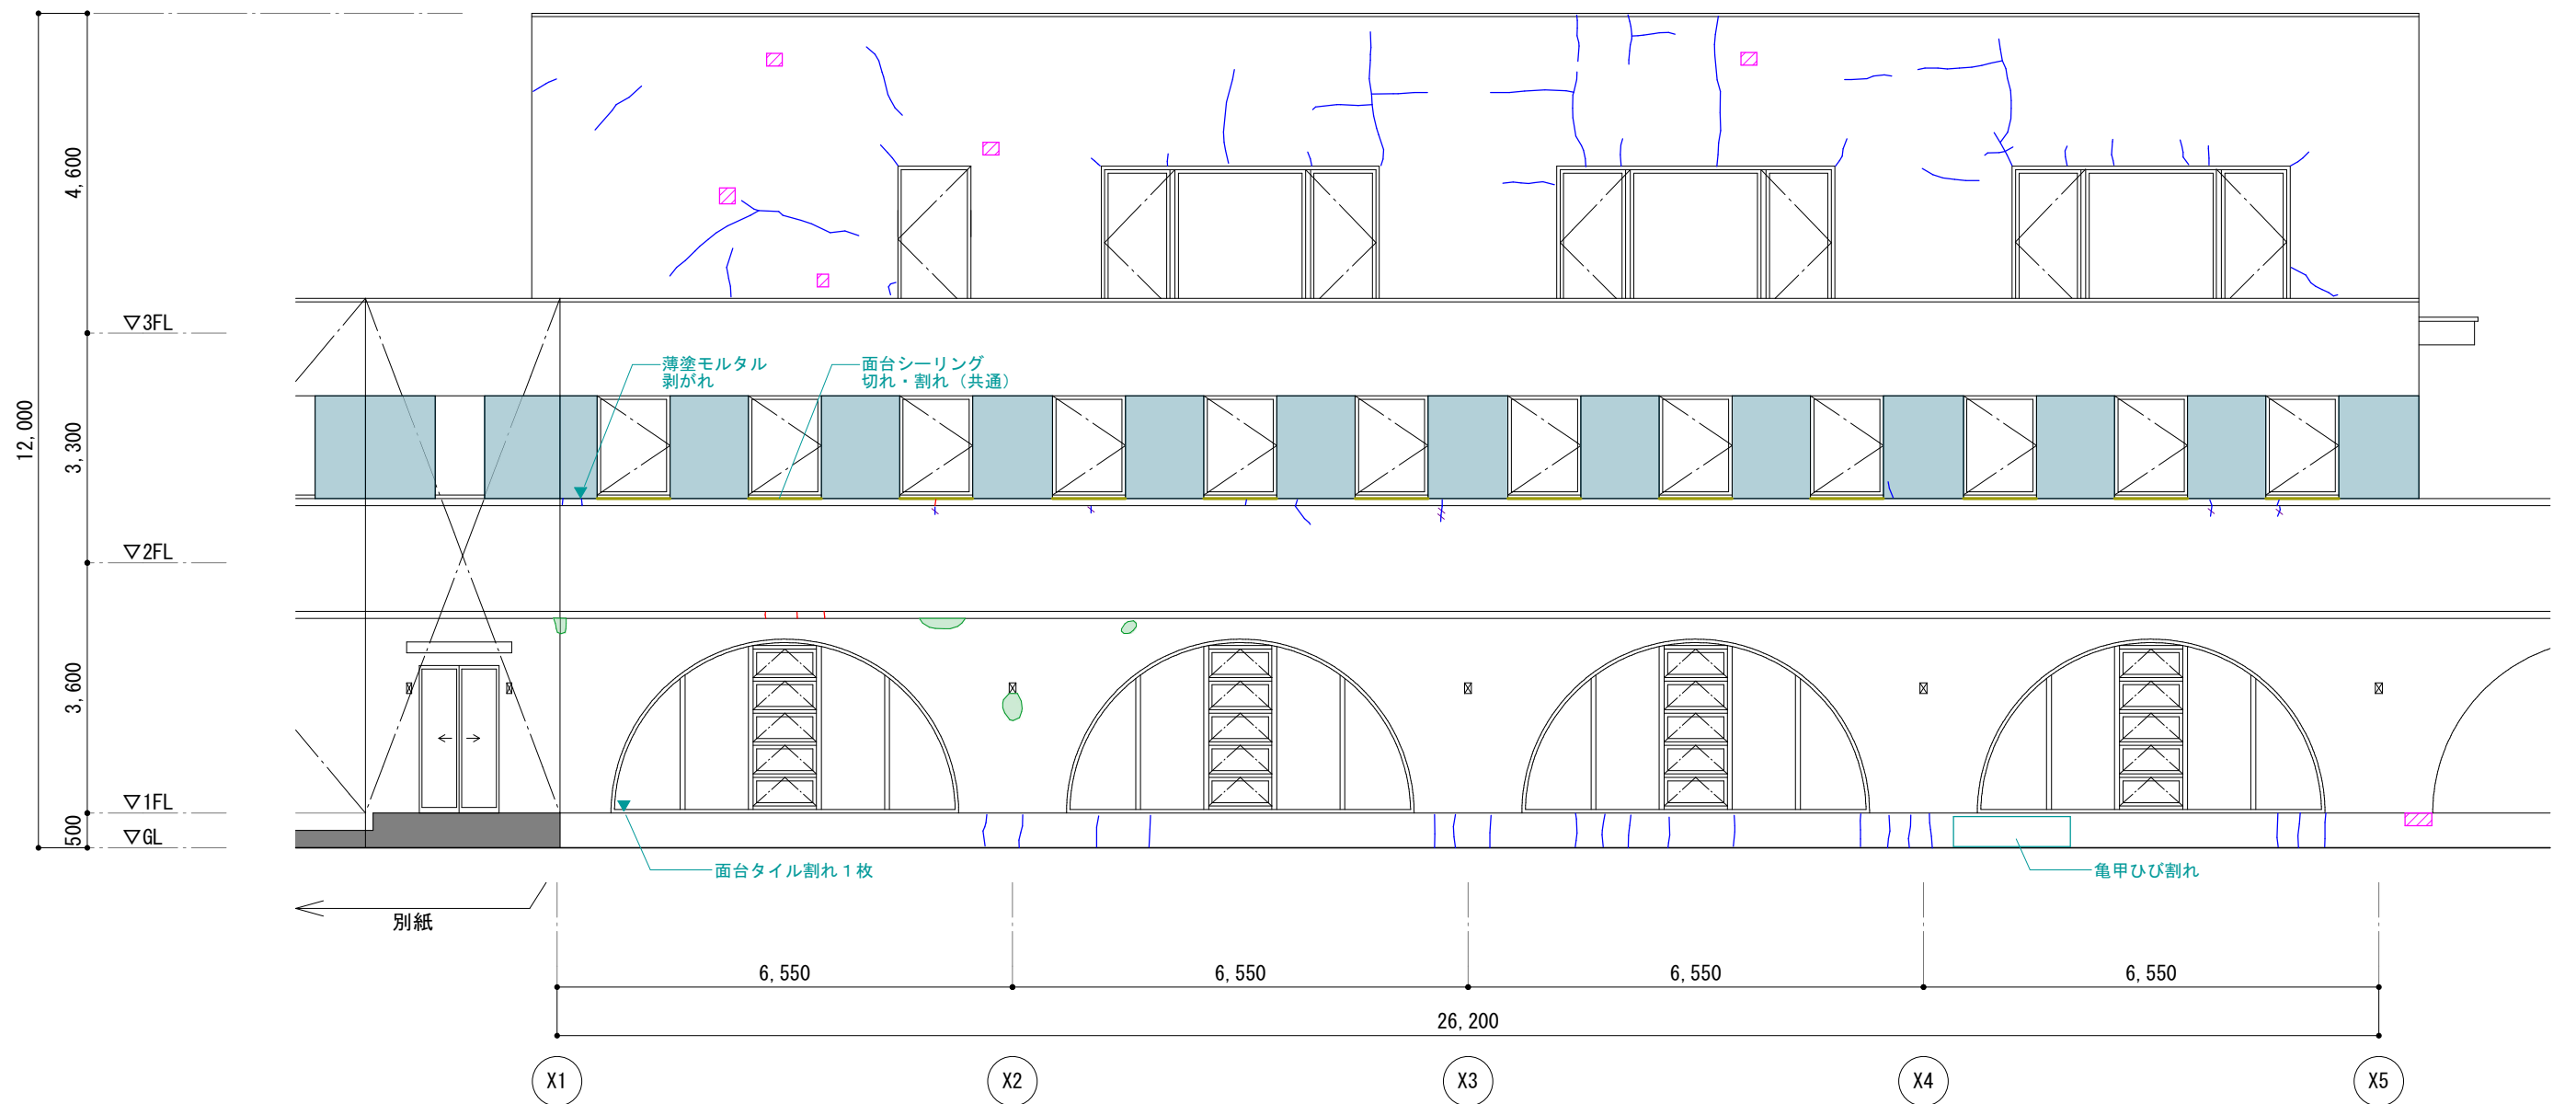 12,000
4,600
3,300
3,600
500
▽3FL
▽2FL
▽1FL
▽GL
薄塗モルタル
剥がれ
面台シーリング
切れ・割れ（共通）
面台タイル割れ１枚
亀甲ひび割れ
別紙
6,550
6,550
6,550
6,550
26,200
X1
X2
X3
X4
X5